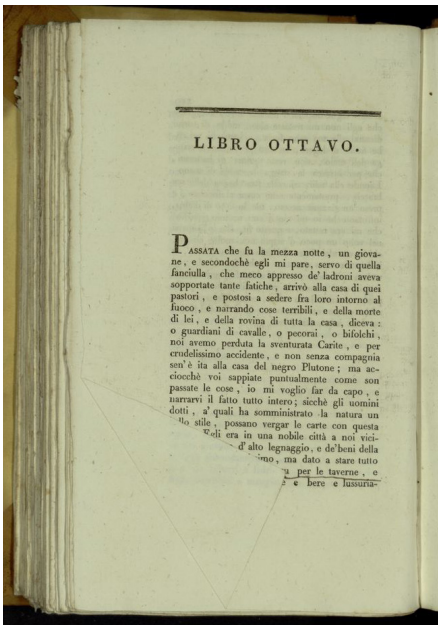 LIBRO OTTAVO.
PASSATA che fu la mezza notte, un giova-
ne, e secondochè egli mi pare, servo di quella
fanciulla, che meco appresso de' ladroni aveva
sopportate tante fatiche, arrivò alla casa di quei
pastori, e postosi a sedere fra loro intorno al
fuoco, e narrando cose terribili, e della morte
di lei, e della rovina di tutta la casa, diceva:
o guardiani di cavalle, o pecorai, o bifolchi,
noi avemo perduta la sventurata Carite, e per
crudelissimo accidente, e non senza compagnia
sen' è ita alla casa del negro Plutone; ma ac-
ciocchè voi sappiate puntualmente come son
passate le cose, io mi voglio far da capo, e
narrarvi il fatto tutto intero; sicchè gli uomini
dotti, a' quali ha somministrato la natura un
stile, possano vergar le carte con questa
Egli era in una nobile città a noi vici-
d' alto legnaggio, e de' beni della
, ma dato a stare tutto
per le taverne, e
e bere e lussuria-